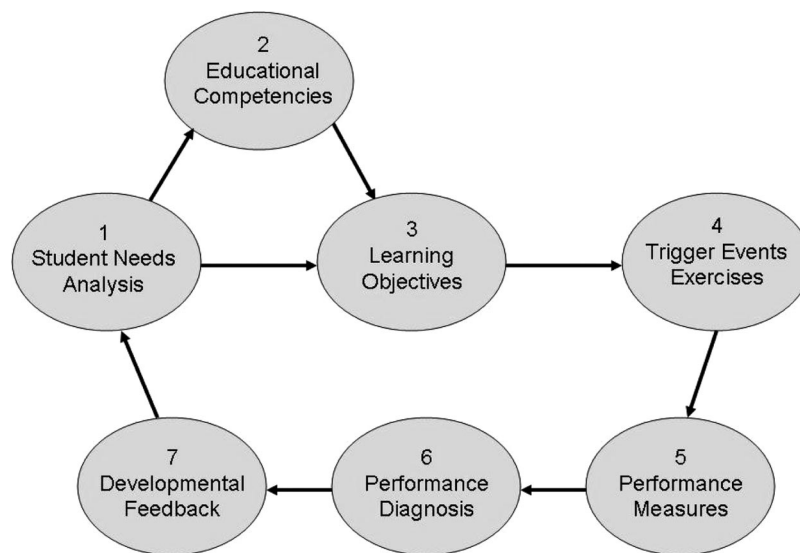 1
Student Needs
Analysis
2
Educational
Competencies
3
Learning
Objectives
4
Trigger Events
Exercises
5
Performance
Measures
6
Performance
Diagnosis
7
Developmental
Feedback